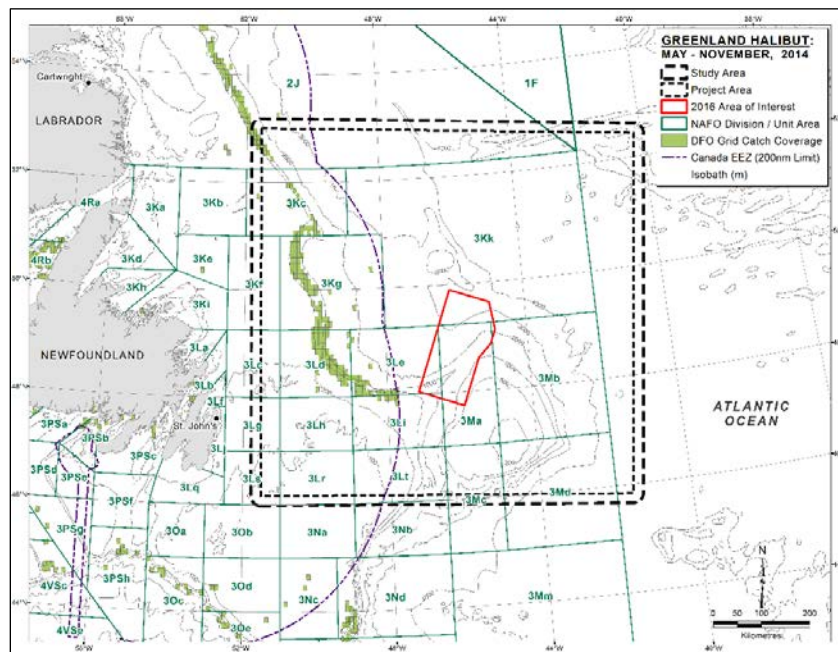 GREENLAND HALIBUT:
MAY - NOVEMBER, 2014
Study Area
Project Area
2016 Area of Interest
NAFO Division / Unit Area
DFO Grid Catch Coverage
Canada EEZ (200nm Limit)
Isobath (m)
Cartwright
LABRADOR
2J
1F
4Ra
3Ka
3Kb
3Kc
3Kk
4Rb
3Kd
3Ke
3Kf
3Kg
3Kh
3Ki
NEWFOUNDLAND
3La
3Lb
3Lc
3Ld
3Le
3Mb
3Lf
St. John's
3PSa
3PSb
3PSc
3Lg
3Lh
3Li
3Ma
ATLANTIC
OCEAN
3PSd
3PSe
3Lj
3Lq
3Ls
3Lr
3Lt
3Mc
3Md
3PSf
3PSg
3Oa
3Ob
3Na
3Nb
4VSc
3PSh
3Oc
3Od
3Nc
3Nd
3Mm
4VSe
3Oe
N
0 50 100 200
Kilometres